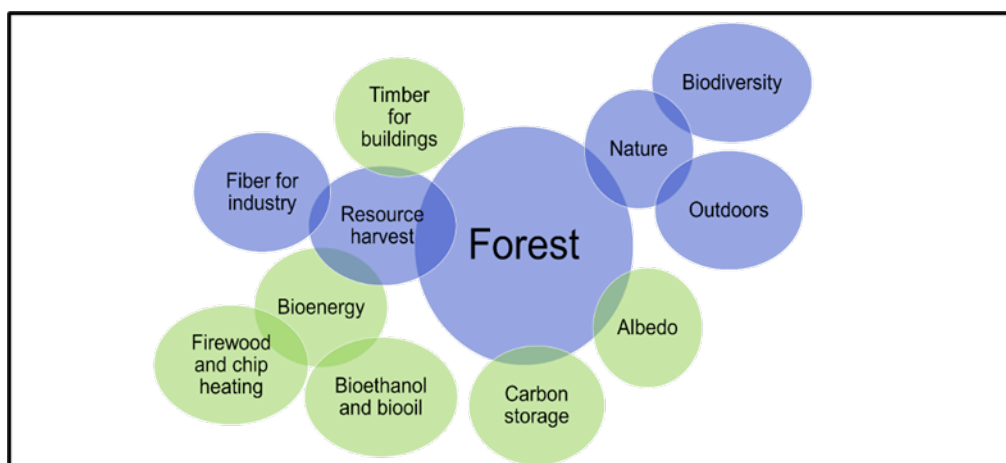 Biodiversity
Timber
for
buildings
Nature
Fiber for
industry
Resource
harvest
Outdoors
Forest
Bioenergy
Albedo
Firewood
and chip
heating
Bioethanol
and biooil
Carbon
storage